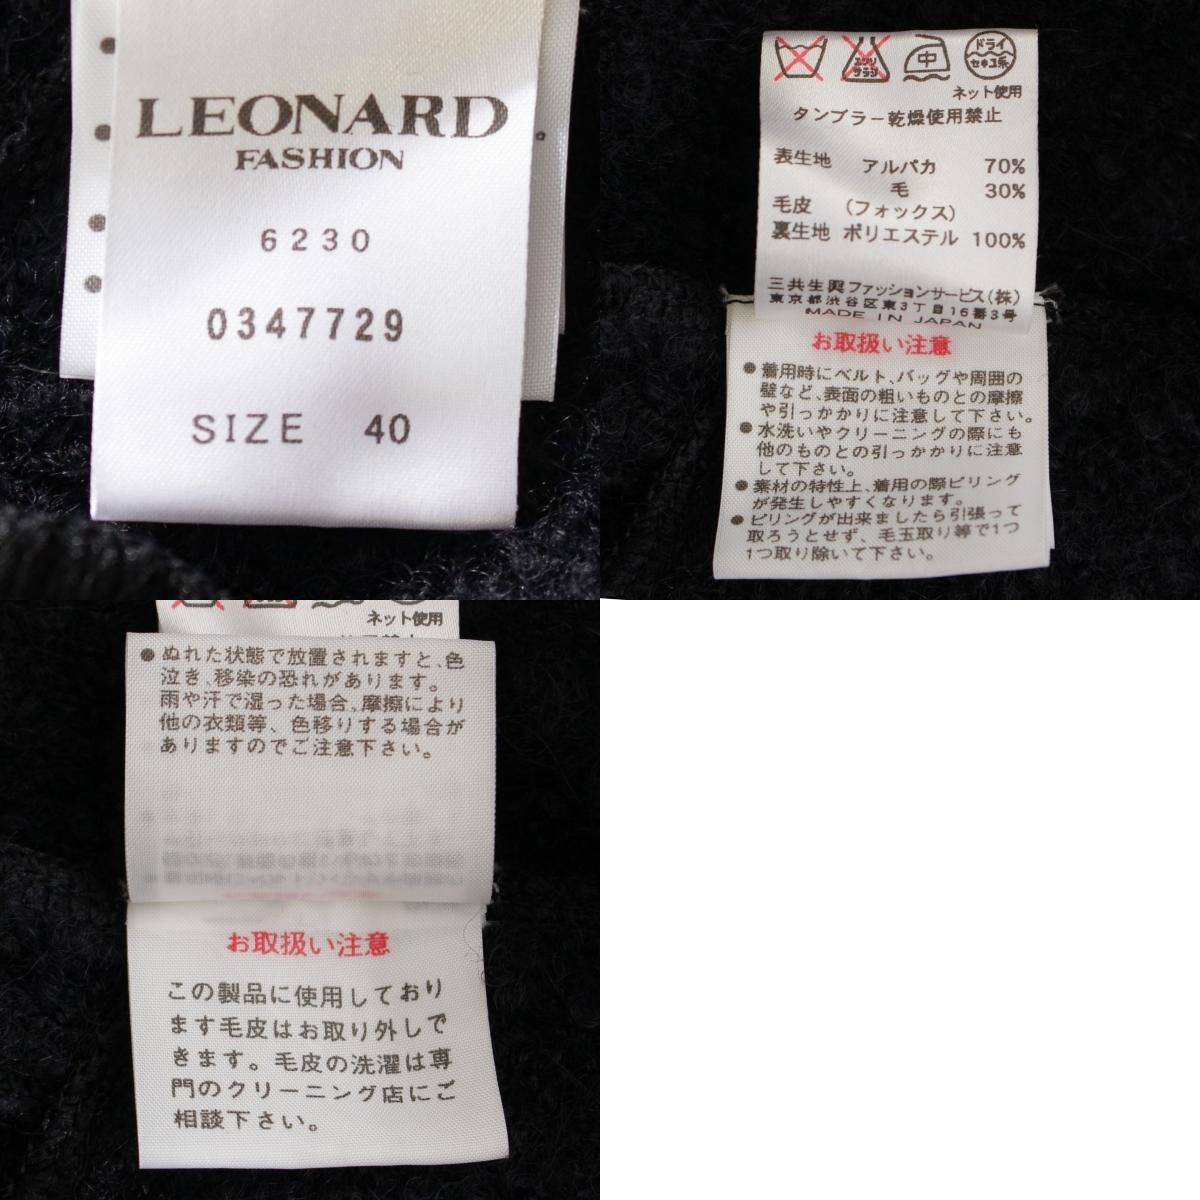 LEONARD
FASHION
6230
0347729
SIZE 40
エンソ
サラシ
中
ドライ
セキユ系
ネット使用
タンブラー乾燥使用禁止
表生地 アルパカ 70%
毛 30%
毛皮 (フォックス)
裏生地 ポリエステル 100%
三共生興ファッションサービス(株)
東京都渋谷区東3丁目16番3号
MADE IN JAPAN
お取扱い注意
●着用時にベルト、バッグや周囲の
壁など、表面の粗いものとの摩擦
や引っかかりに注意して下さい。
●水洗いやクリーニングの際にも
他のものとの引っかかりに注意
して下さい。
●素材の特性上、着用の際ピリング
が発生しやすくなります。
●ピリングが出来ましたら引張って
取ろうとせず、毛玉取り等で1つ
1つ取り除いて下さい。
ネット使用
●ぬれた状態で放置されますと、色
泣き、移染の恐れがあります。
雨や汗で湿った場合、摩擦により
他の衣類等、色移りする場合が
ありますのでご注意下さい。
お取扱い注意
この製品に使用しており
ます毛皮はお取り外しで
きます。毛皮の洗濯は専
門のクリーニング店にご
相談下さい。